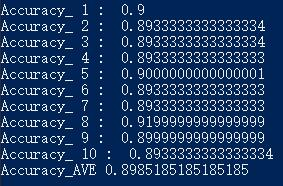 Accuracy_ 1 :  0.9
Accuracy_ 2 :  0.8933333333333334
Accuracy_ 3 :  0.8933333333333334
Accuracy_ 4 :  0.8933333333333333
Accuracy_ 5 :  0.9000000000000001
Accuracy_ 6 :  0.8933333333333333
Accuracy_ 7 :  0.8933333333333333
Accuracy_ 8 :  0.9199999999999999
Accuracy_ 9 :  0.8999999999999999
Accuracy_ 10 :  0.8933333333333334
Accuracy_AVE 0.8985185185185185